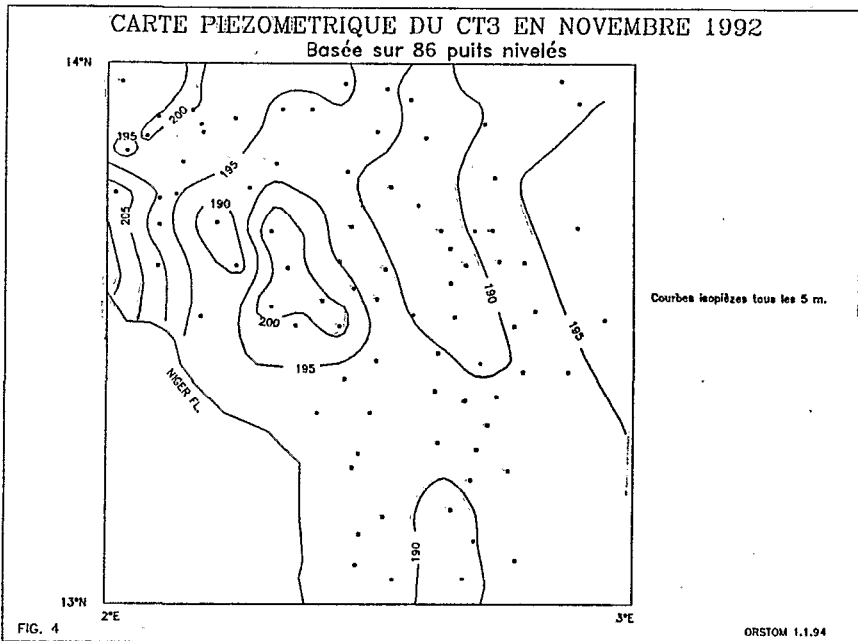 CARTE PIEZOMETRIQUE DU CT3 EN NOVEMBRE 1992
Basée sur 86 puits nivelés
14°N
200
195
195
190
205
190
Courbes isopièzes tous les 5 m.
200
195
195
NIGER FL.
190
13°N
2°E
3°E
FIG. 4
ORSTOM 1.1.94